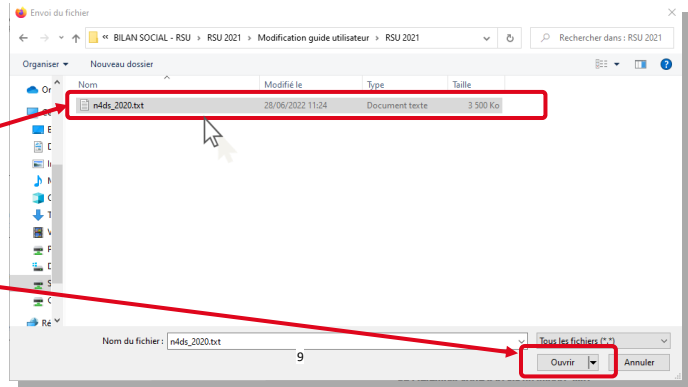 Envoi du fichier
« BILAN SOCIAL - RSU › RSU 2021 › Modification guide utilisateur › RSU 2021
Rechercher dans : RSU 2021
Organiser
Nouveau dossier
Nom Modifié le Type Taille
n4ds_2020.txt 28/06/2022 11:24 Document texte 3 500 Ko
Nom du fichier : n4ds_2020.txt
Tous les fichiers (*.*)
9
Ouvrir Annuler